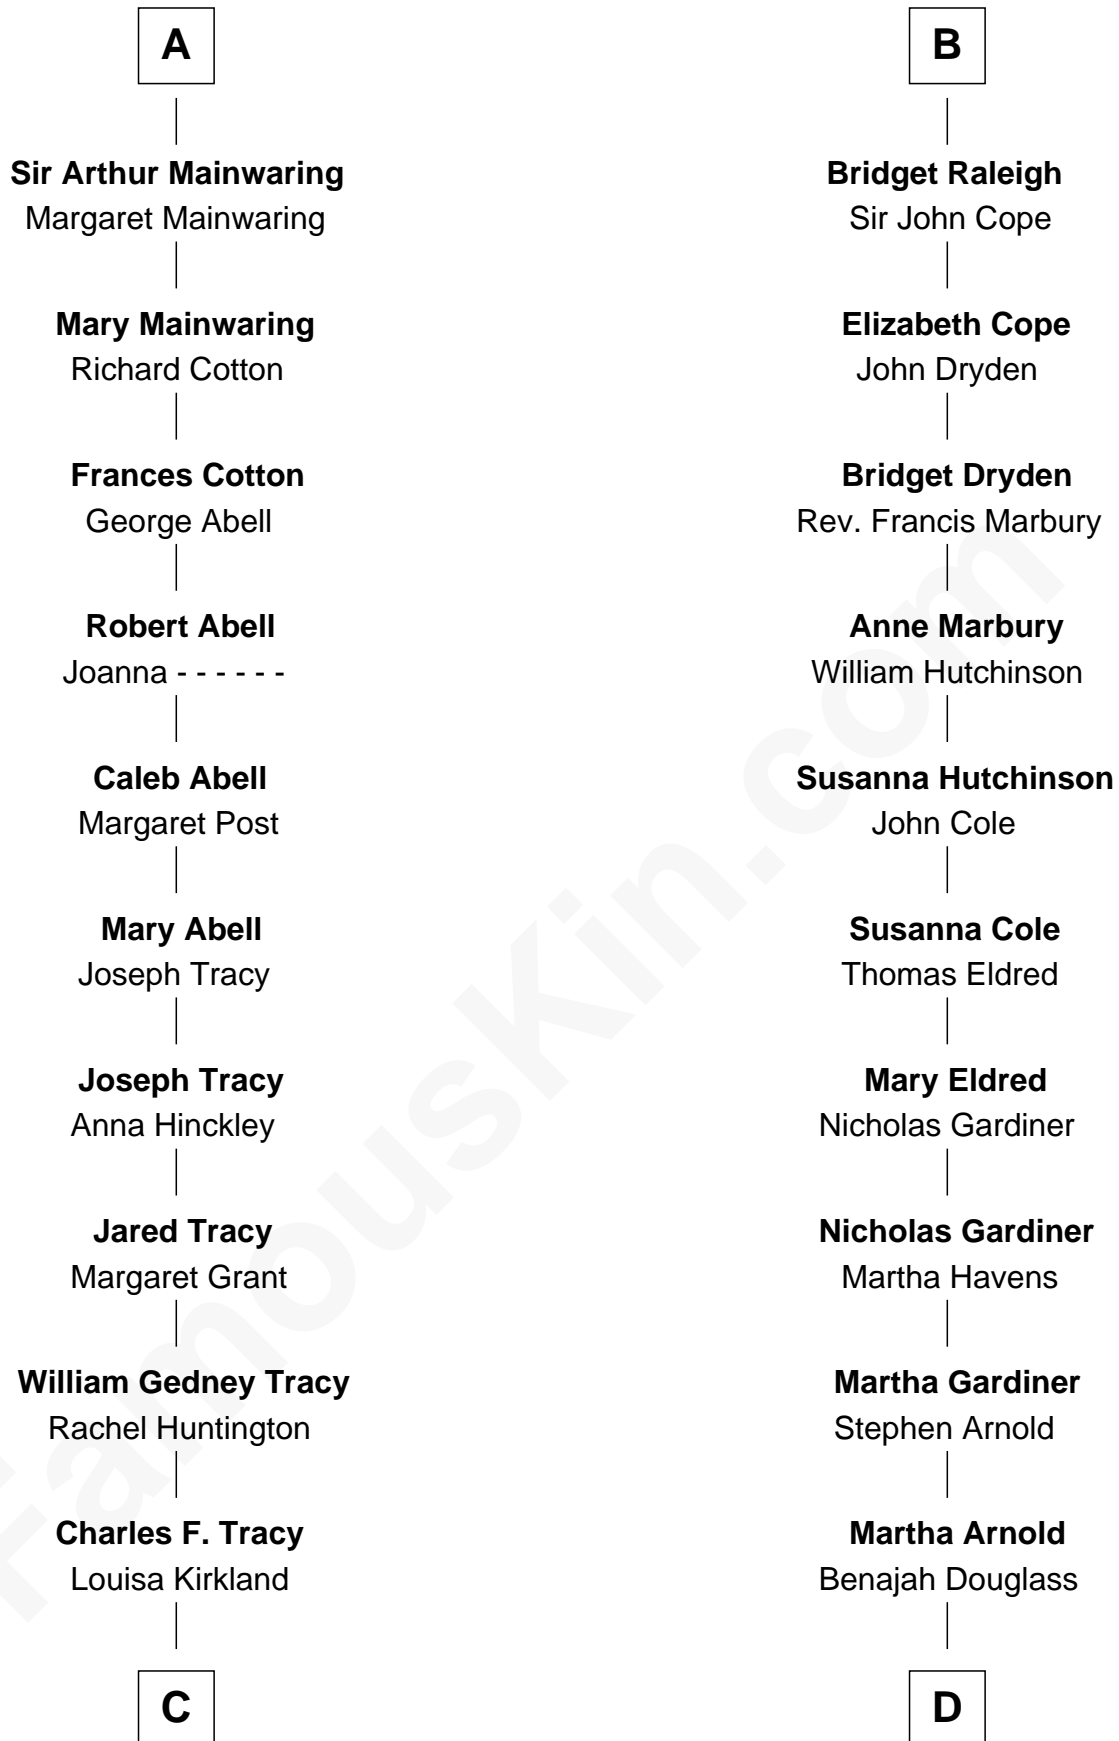 A
Sir Arthur Mainwaring
Margaret Mainwaring
Mary Mainwaring
Richard Cotton
Frances Cotton
George Abell
Robert Abell
Joanna - - - - - -
Caleb Abell
Margaret Post
Mary Abell
Joseph Tracy
Joseph Tracy
Anna Hinckley
Jared Tracy
Margaret Grant
William Gedney Tracy
Rachel Huntington
Charles F. Tracy
Louisa Kirkland
C
B
Bridget Raleigh
Sir John Cope
Elizabeth Cope
John Dryden
Bridget Dryden
Rev. Francis Marbury
Anne Marbury
William Hutchinson
Susanna Hutchinson
John Cole
Susanna Cole
Thomas Eldred
Mary Eldred
Nicholas Gardiner
Nicholas Gardiner
Martha Havens
Martha Gardiner
Stephen Arnold
Martha Arnold
Benajah Douglass
D
FamousKin.com